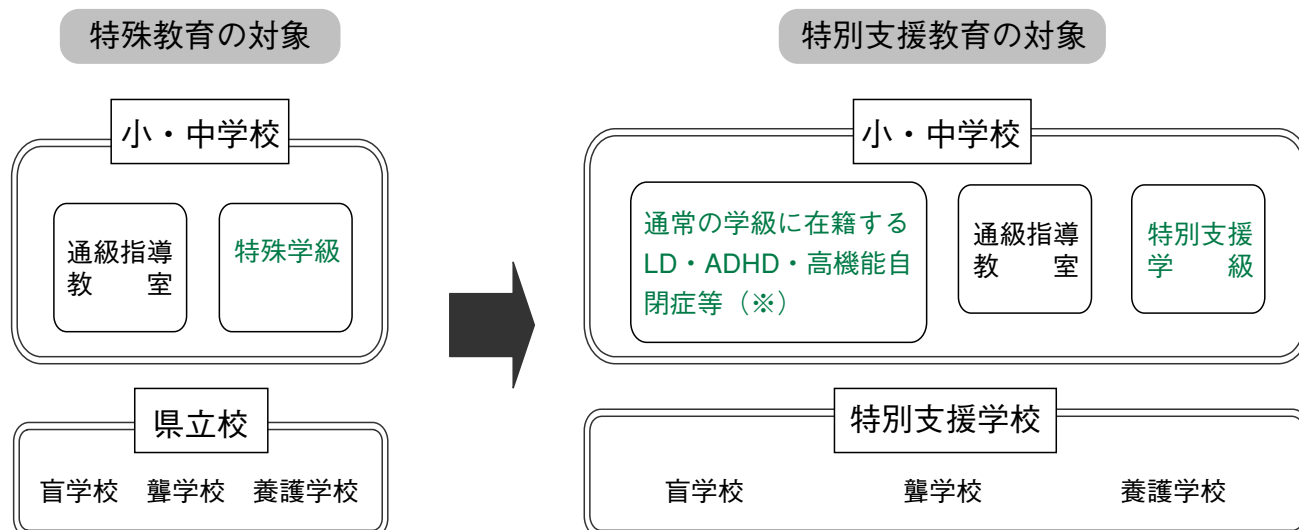 特殊教育の対象
小・中学校
通級指導
教　　室
特殊学級
県立校
盲学校　聾学校　養護学校
特別支援教育の対象
小・中学校
通常の学級に在籍する
LD・ADHD・高機能自
閉症等（※）
通級指導
教　　室
特別支援
学　　級
特別支援学校
盲学校　聾学校　養護学校